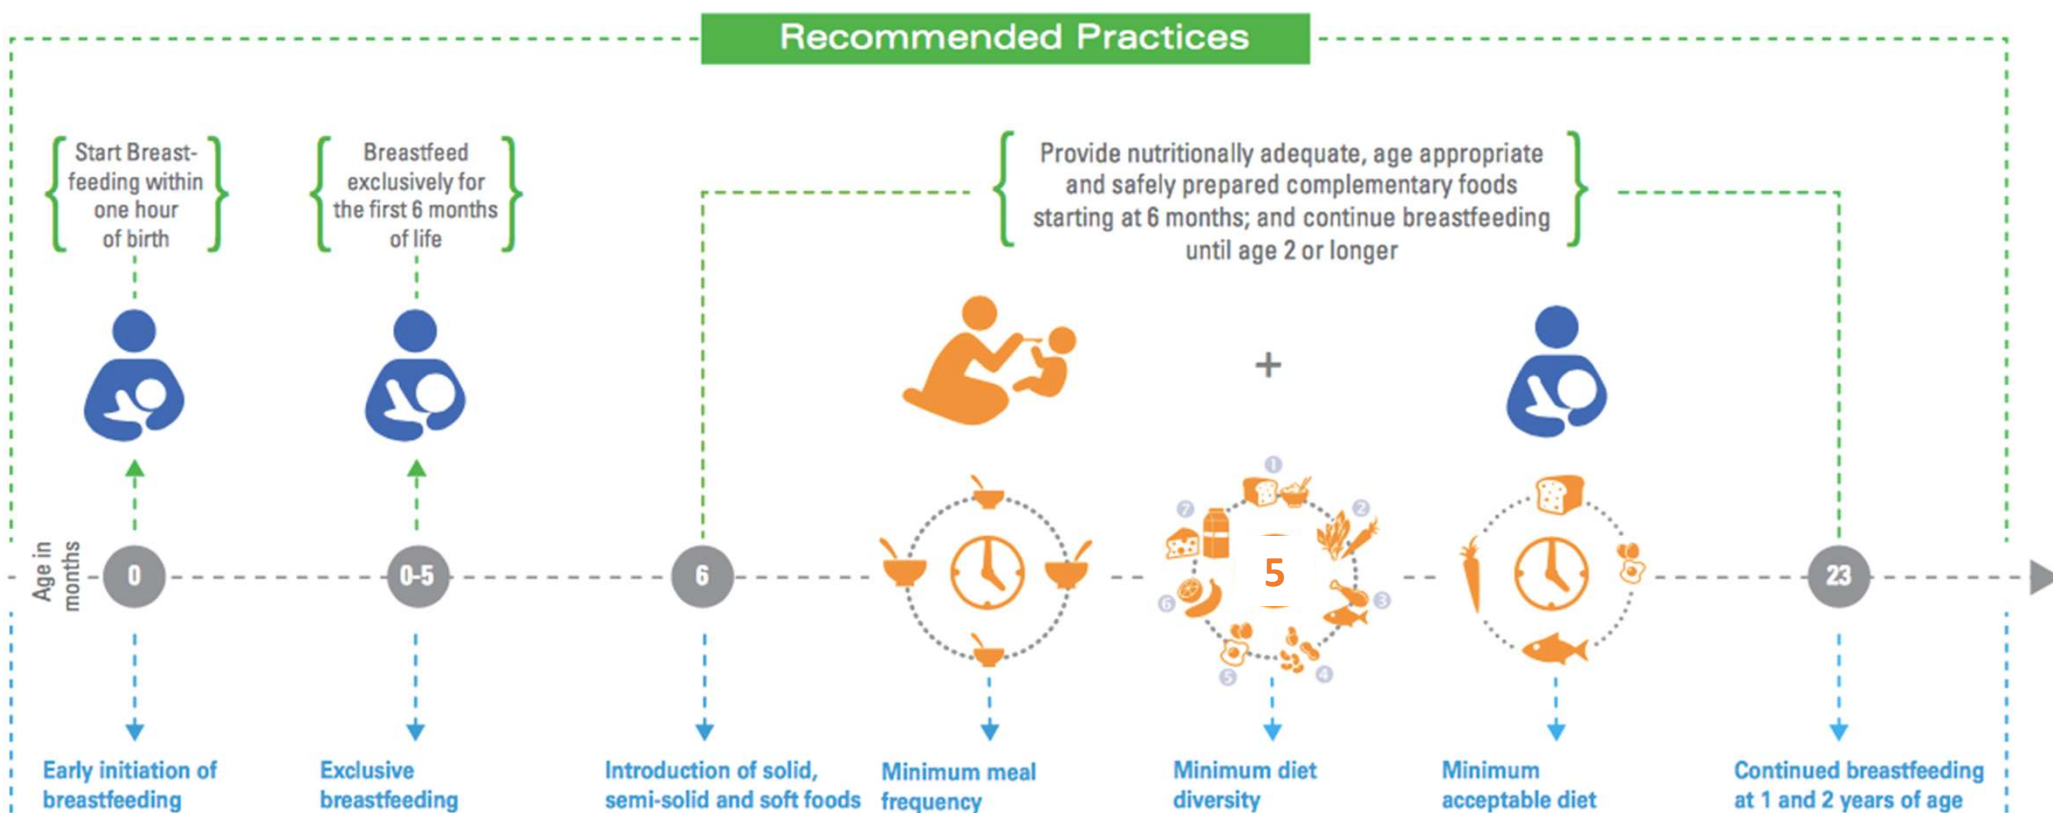 Recommended Practices
Start Breast-
feeding within
one hour
of birth
Breastfeed
exclusively for
the first 6 months
of life
Provide nutritionally adequate, age appropriate
and safely prepared complementary foods
starting at 6 months; and continue breastfeeding
until age 2 or longer
+
Age in
months
0
0-5
6
1
2
3
4
5
6
7
5
23
Early initiation of
breastfeeding
Exclusive
breastfeeding
Introduction of solid,
semi-solid and soft foods
Minimum meal
frequency
Minimum diet
diversity
Minimum
acceptable diet
Continued breastfeeding
at 1 and 2 years of age